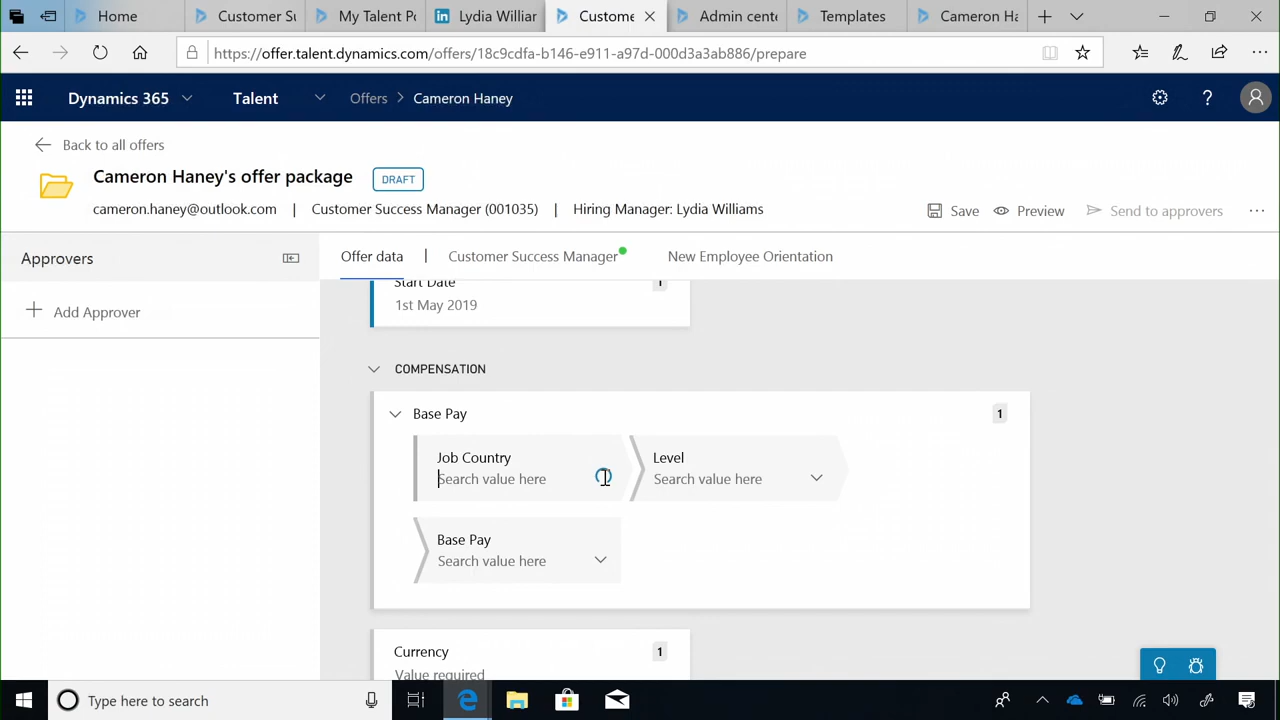 Home
Customer Su
My Talent Po
Lydia Williar
Custome
Admin cente
Templates
Cameron Ha
https://offer.talent.dynamics.com/offers/18c9cdfa-b146-e911-a97d-000d3a3ab886/prepare
Dynamics 365
Talent
Offers > Cameron Haney
Back to all offers
Cameron Haney's offer package DRAFT
cameron.haney@outlook.com | Customer Success Manager (001035) | Hiring Manager: Lydia Williams
Save Preview Send to approvers
Approvers
Offer data | Customer Success Manager New Employee Orientation
Add Approver
Start Date 1
1st May 2019
COMPENSATION
Base Pay 1
Job Country
Search value here
Level
Search value here
Base Pay
Search value here
Currency 1
Value required
Type here to search